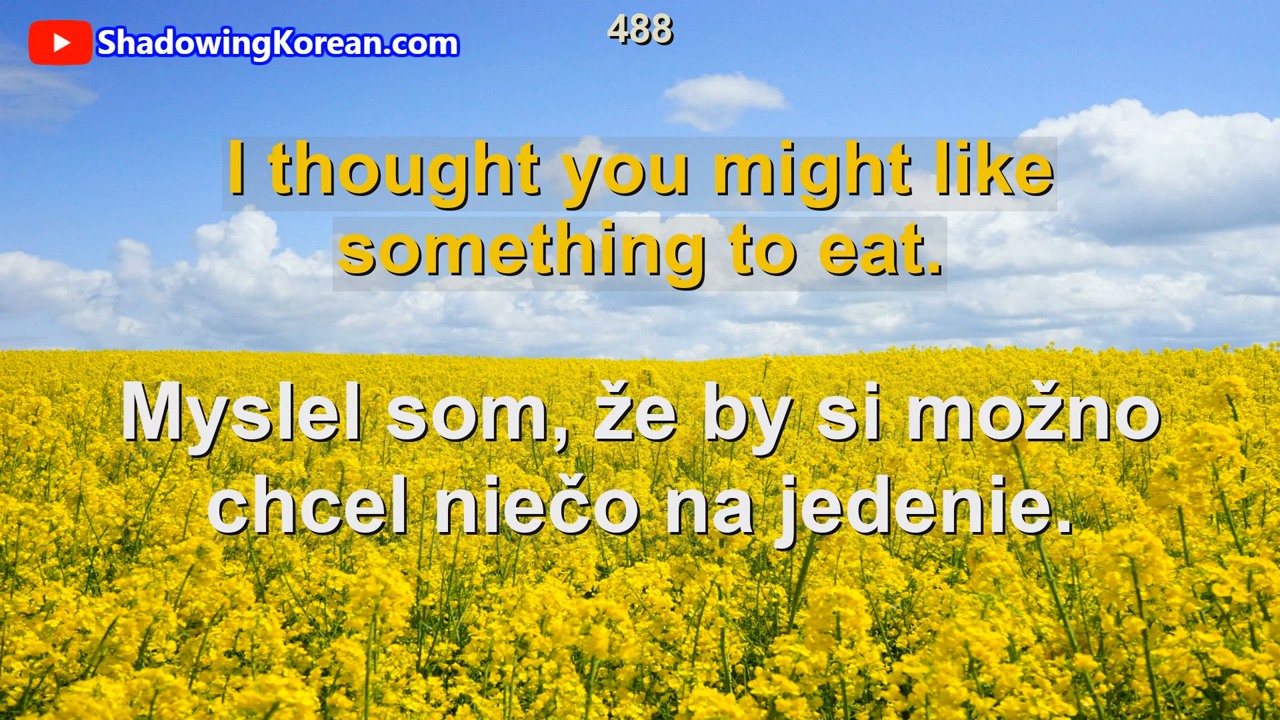 ShadowingKorean.com
488
I thought you might like
something to eat.
Myslel som, že by si možno
chcel niečo na jedenie.